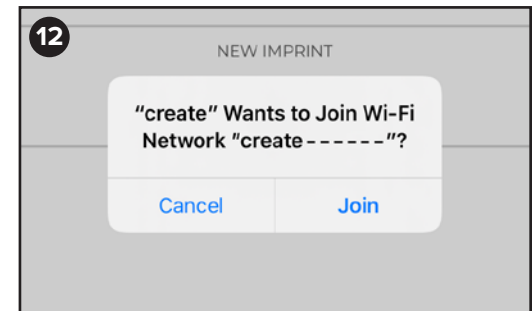 12
NEW IMPRINT
“create” Wants to Join Wi-Fi
Network “create------”?
Cancel
Join